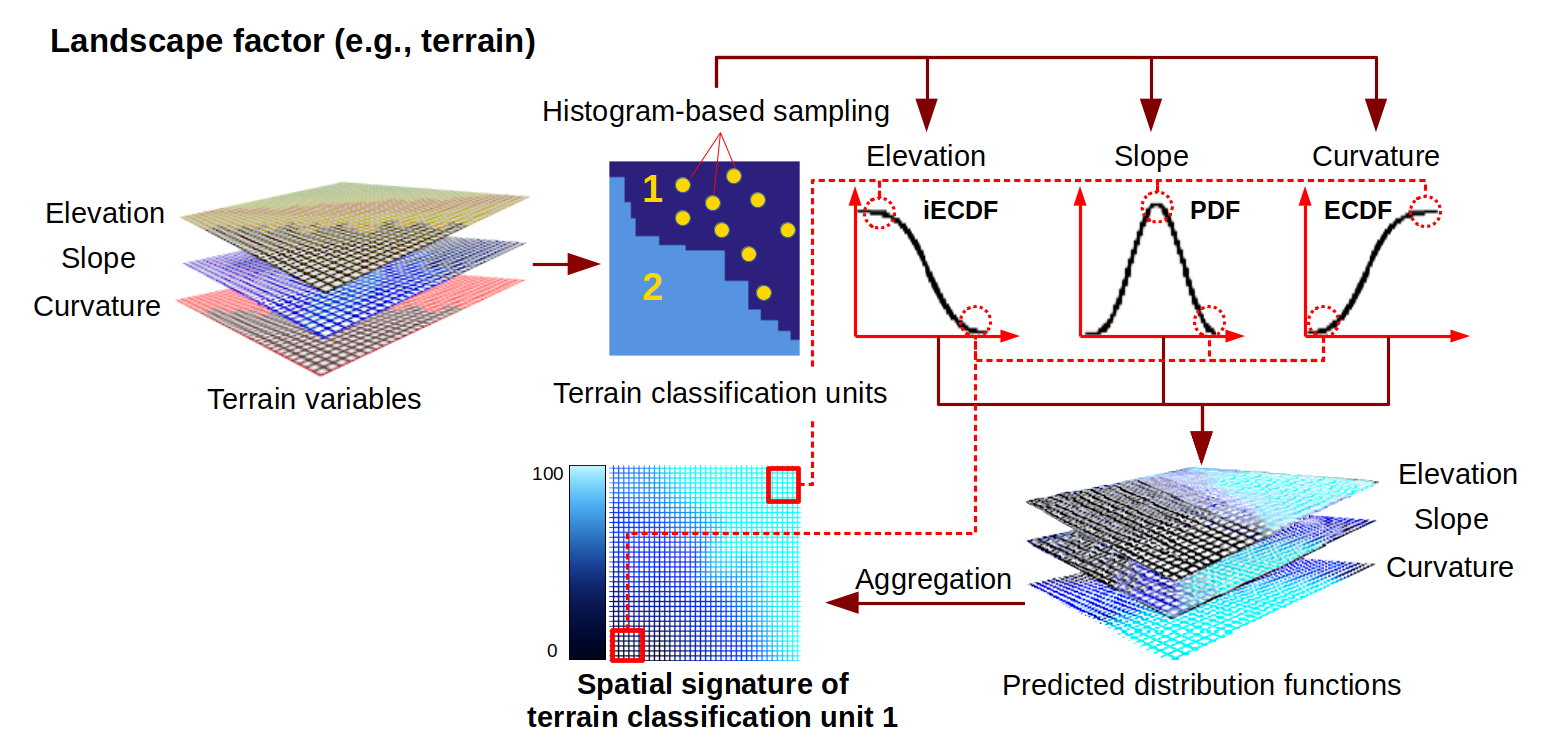 Landscape factor (e.g., terrain)
Histogram-based sampling
Elevation
Slope
Curvature
Elevation
Slope
Curvature
Terrain variables
1
2
Terrain classification units
iECDF
PDF
ECDF
100
0
Spatial signature of
terrain classification unit 1
Aggregation
Elevation
Slope
Curvature
Predicted distribution functions